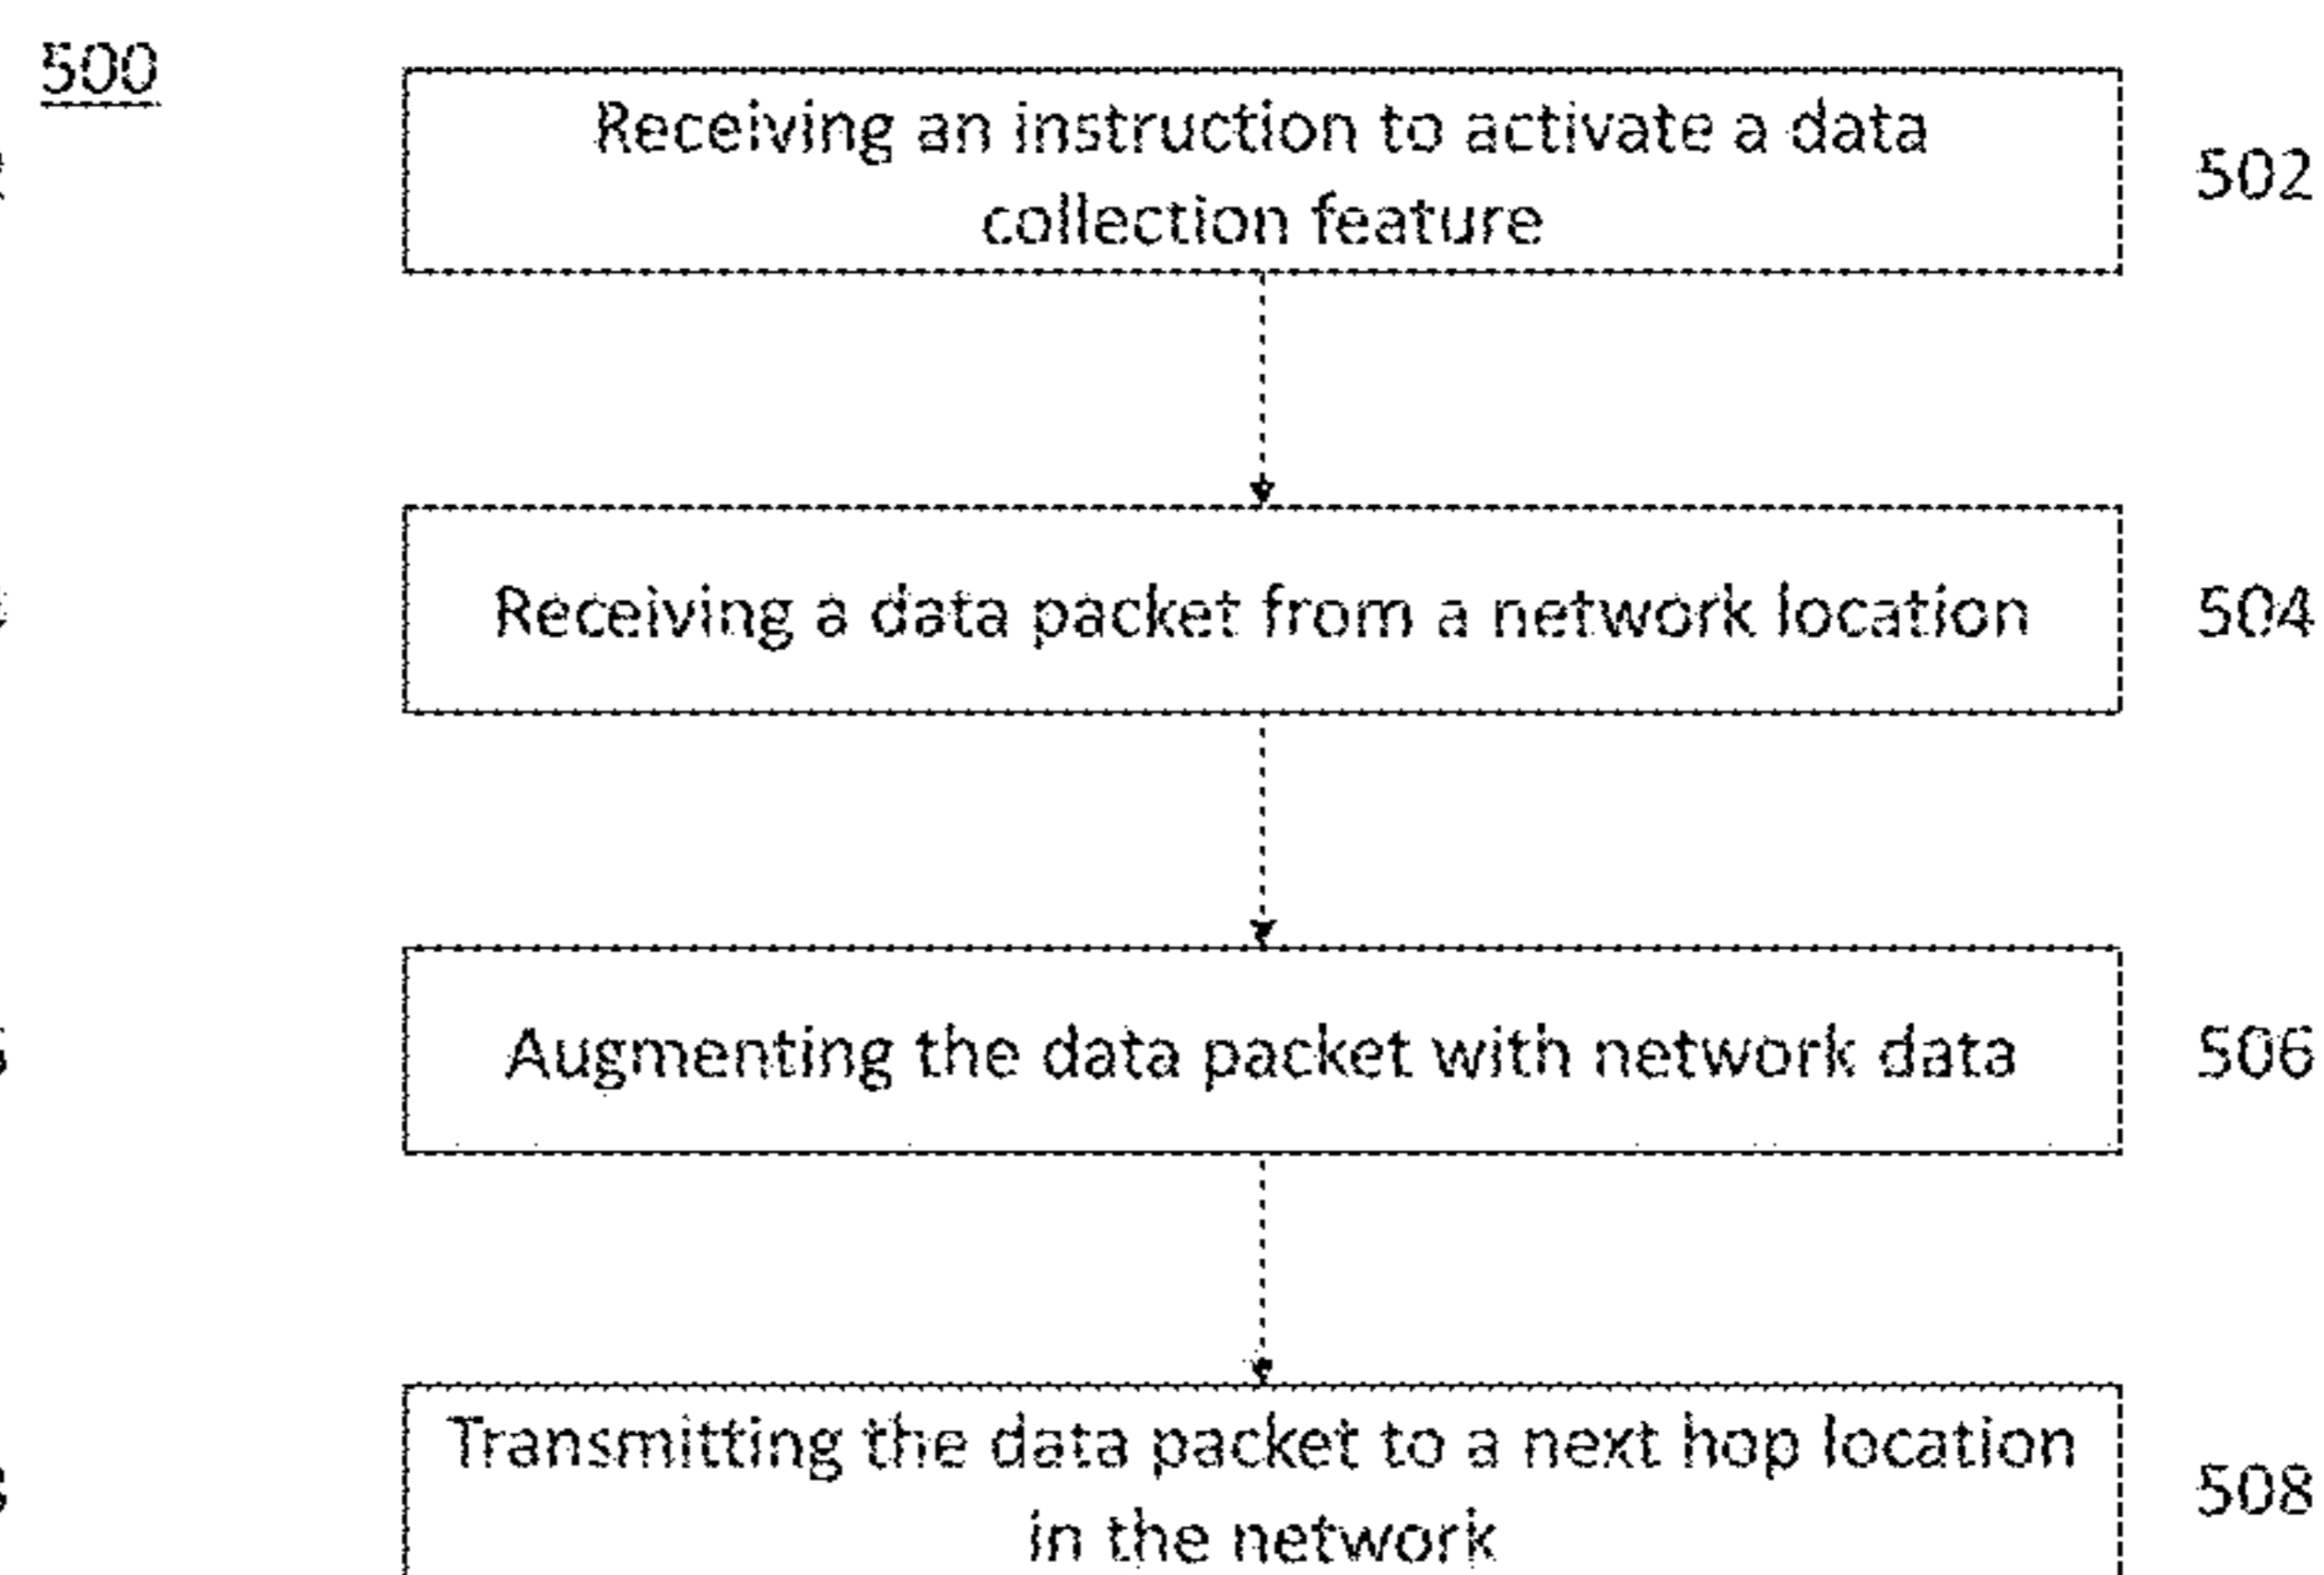 500
Receiving an instruction to activate a data
collection feature
502
Receiving a data packet from a network location
504
Augmenting the data packet with network data
506
Transmitting the data packet to a next hop location
in the network
508